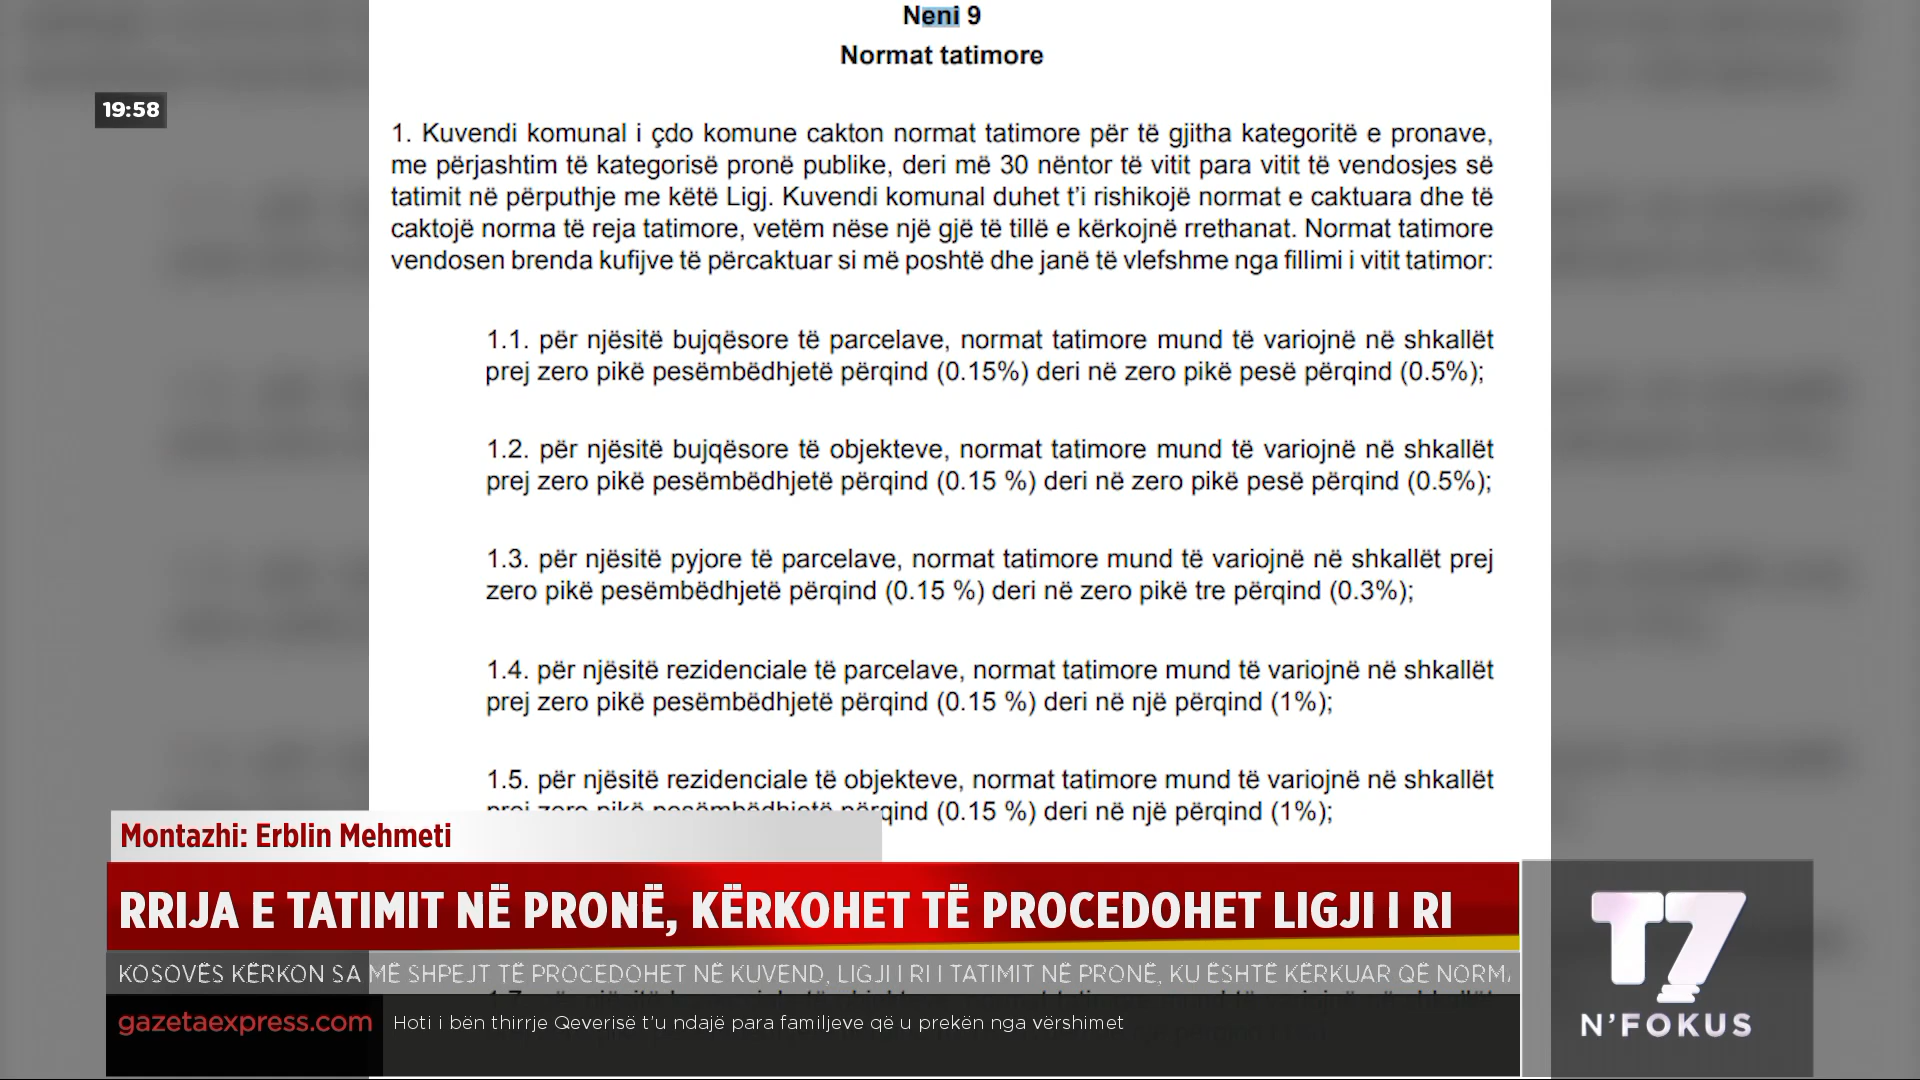 Neni 9
Normat tatimore
19:58
1. Kuvendi komunal i çdo komune cakton normat tatimore për të gjitha kategoritë e pronave,
me përjashtim të kategorisë pronë publike, deri më 30 nëntor të vitit para vitit të vendosjes së
tatimit në përputhje me këtë Ligj. Kuvendi komunal duhet t'i rishikojë normat e caktuara dhe të
caktojë norma të reja tatimore, vetëm nëse një gjë të tillë e kërkojnë rrethanat. Normat tatimore
vendosen brenda kufijve të përcaktuar si më poshtë dhe janë të vlefshme nga fillimi i vitit tatimor:
1.1. për njësitë bujqësore të parcelave, normat tatimore mund të variojnë në shkallët
prej zero pikë pesëmbëdhjetë përqind (0.15%) deri në zero pikë pesë përqind (0.5%);
1.2. për njësitë bujqësore të objekteve, normat tatimore mund të variojnë në shkallët
prej zero pikë pesëmbëdhjetë përqind (0.15 %) deri në zero pikë pesë përqind (0.5%);
1.3. për njësitë pyjore të parcelave, normat tatimore mund të variojnë në shkallët prej
zero pikë pesëmbëdhjetë përqind (0.15 %) deri në zero pikë tre përqind (0.3%);
1.4. për njësitë rezidenciale të parcelave, normat tatimore mund të variojnë në shkallët
prej zero pikë pesëmbëdhjetë përqind (0.15 %) deri në një përqind (1%);
1.5. për njësitë rezidenciale të objekteve, normat tatimore mund të variojnë në shkallët
prej zero pikë pesëmbëdhjetë përqind (0.15 %) deri në një përqind (1%);
Montazhi: Erblin Mehmeti
RRIJA E TATIMIT NË PRONË, KËRKOHET TË PROCEDOHET LIGJI I RI
KOSOVËS KËRKON SA MË SHPEJT TË PROCEDOHET NË KUVEND, LIGJI I RI I TATIMIT NË PRONË, KU ËSHTË KËRKUAR QË NORMA
gazetaexpress.com
Hoti i bën thirrje Qeverisë t'u ndajë para familjeve që u prekën nga vërshimet
T7
N'FOKUS